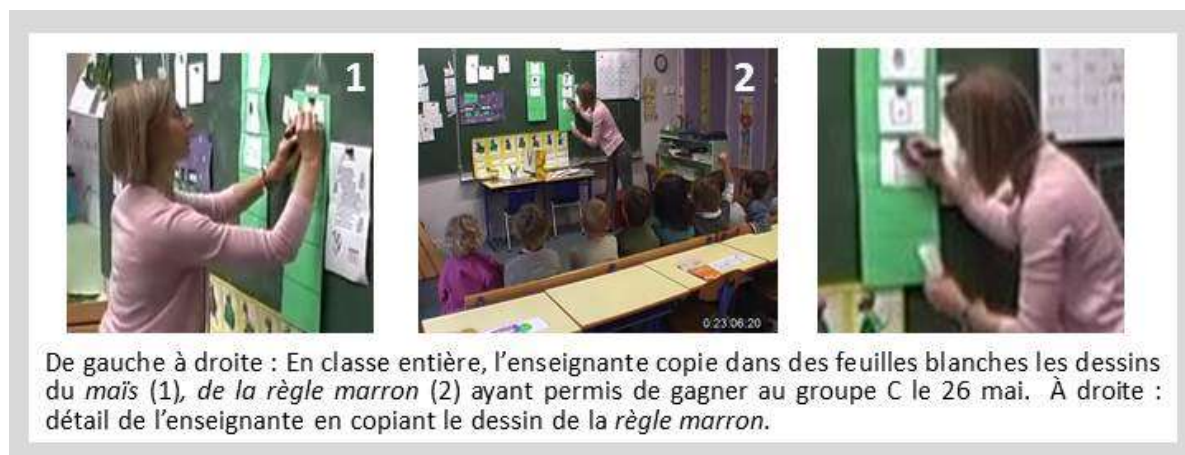 1
2
0:23:06:20
De gauche à droite : En classe entière, l’enseignante copie dans des feuilles blanches les dessins
du maïs (1), de la règle marron (2) ayant permis de gagner au groupe C le 26 mai. À droite :
détail de l’enseignante en copiant le dessin de la règle marron.